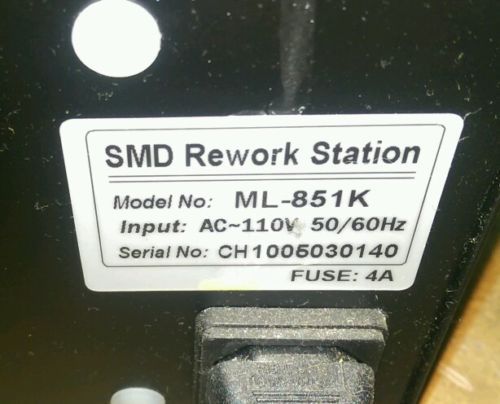 SMD Rework Station
Model No: ML-851K
Input: AC~110V 50/60Hz
Serial No: CH1005030140
FUSE: 4A